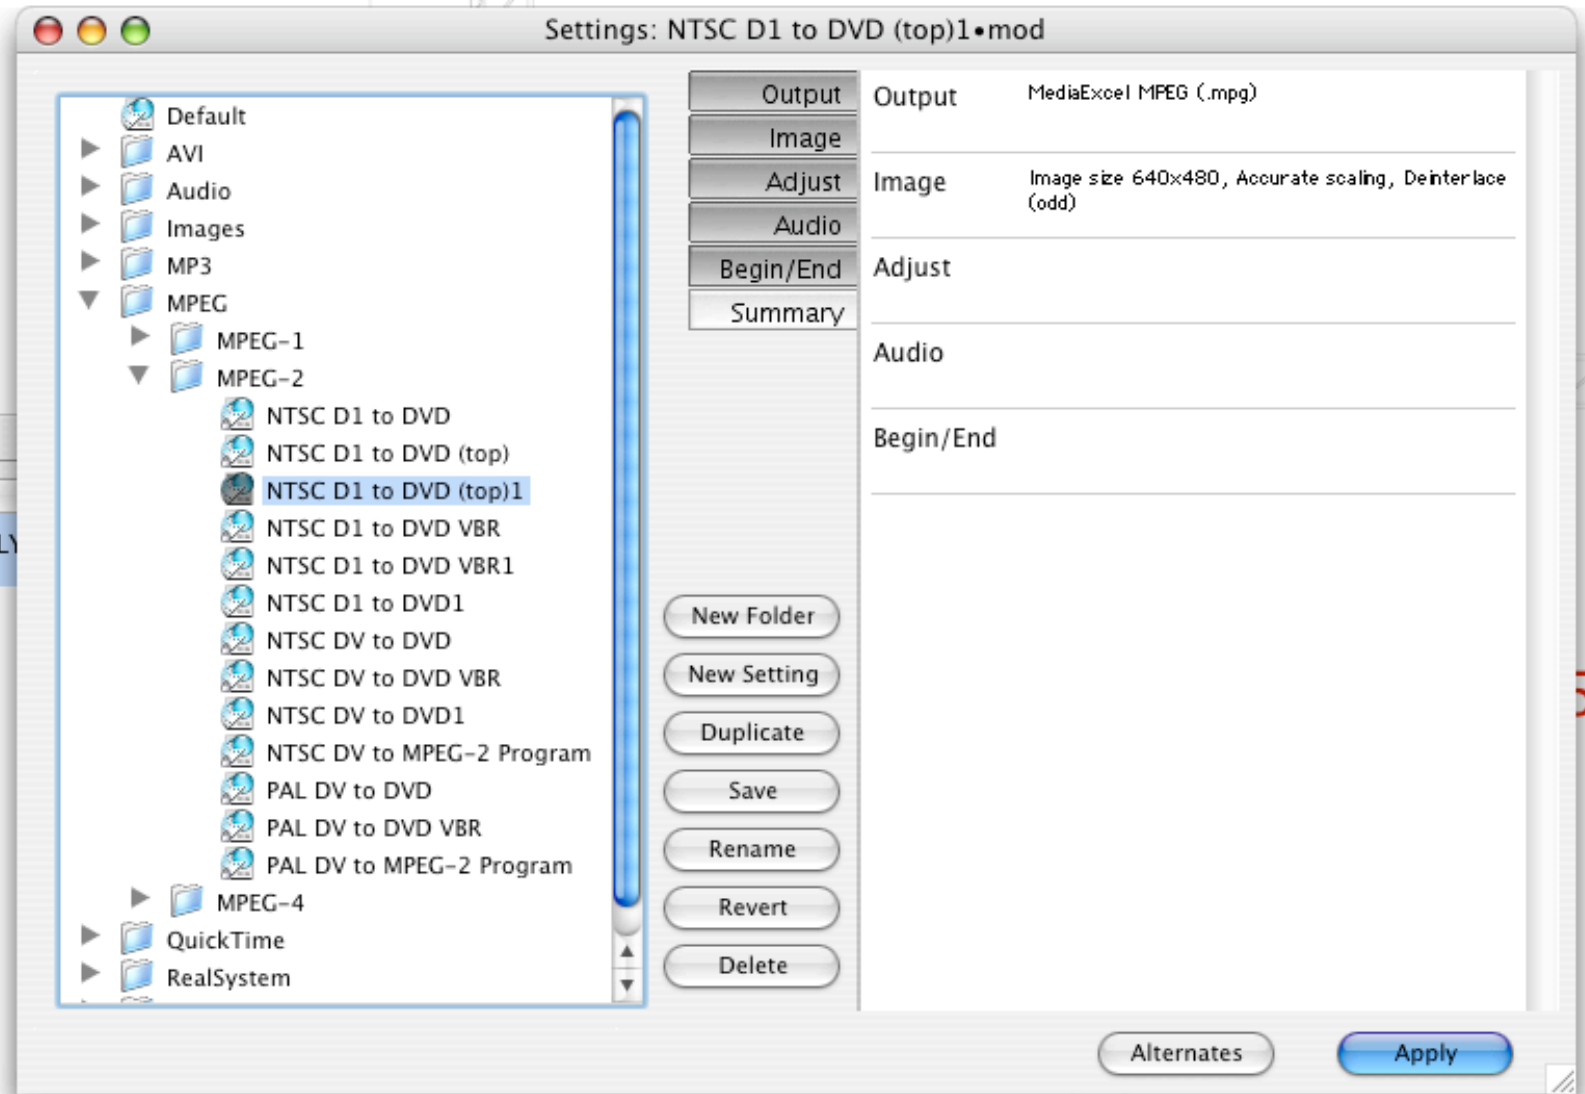 Settings: NTSC D1 to DVD (top)1•mod
Default
AVI
Audio
Images
MP3
MPEG
MPEG-1
MPEG-2
NTSC D1 to DVD
NTSC D1 to DVD (top)
NTSC D1 to DVD (top)1
NTSC D1 to DVD VBR
NTSC D1 to DVD VBR1
NTSC D1 to DVD1
NTSC DV to DVD
NTSC DV to DVD VBR
NTSC DV to DVD1
NTSC DV to MPEG-2 Program
PAL DV to DVD
PAL DV to DVD VBR
PAL DV to MPEG-2 Program
MPEG-4
QuickTime
RealSystem
Output
Image
Adjust
Audio
Begin/End
Summary
New Folder
New Setting
Duplicate
Save
Rename
Revert
Delete
Output MediaExcel MPEG (.mpg)
Image Image size 640x480, Accurate scaling, Deinterlace
(odd)
Adjust
Audio
Begin/End
Alternates
Apply